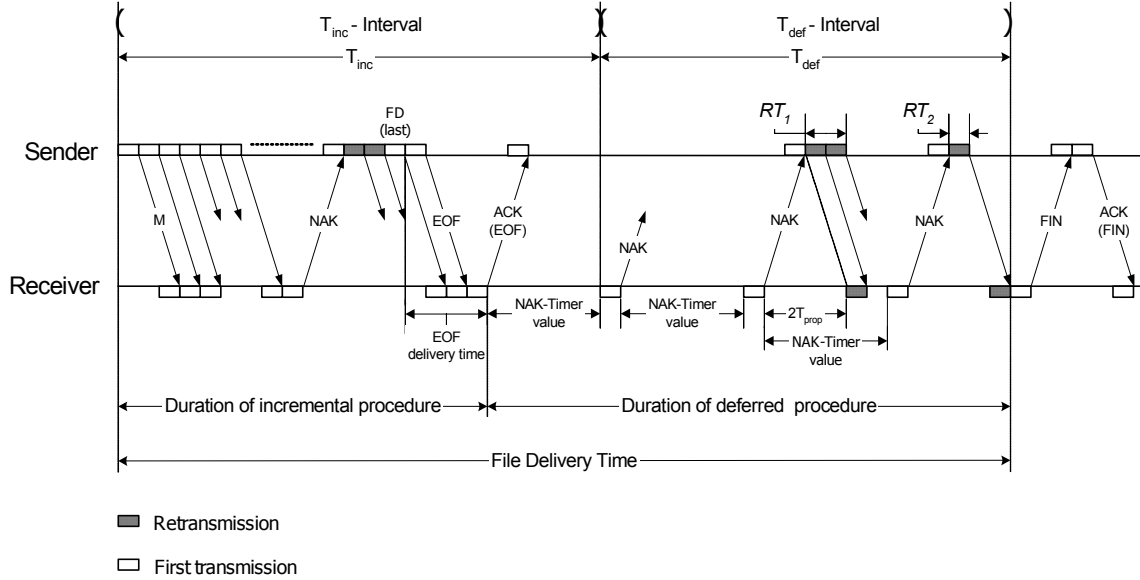 ( T_inc - Interval )( T_def - Interval )
T_inc
T_def
FD
(last)
RT_1
RT_2
Sender
M
NAK
EOF
ACK
(EOF)
NAK
NAK
NAK
FIN
ACK
(FIN)
Receiver
NAK-Timer
value
NAK-Timer
value
2T_prop
EOF
delivery time
NAK-Timer
value
Duration of incremental procedure
Duration of deferred procedure
File Delivery Time
Retransmission
First transmission